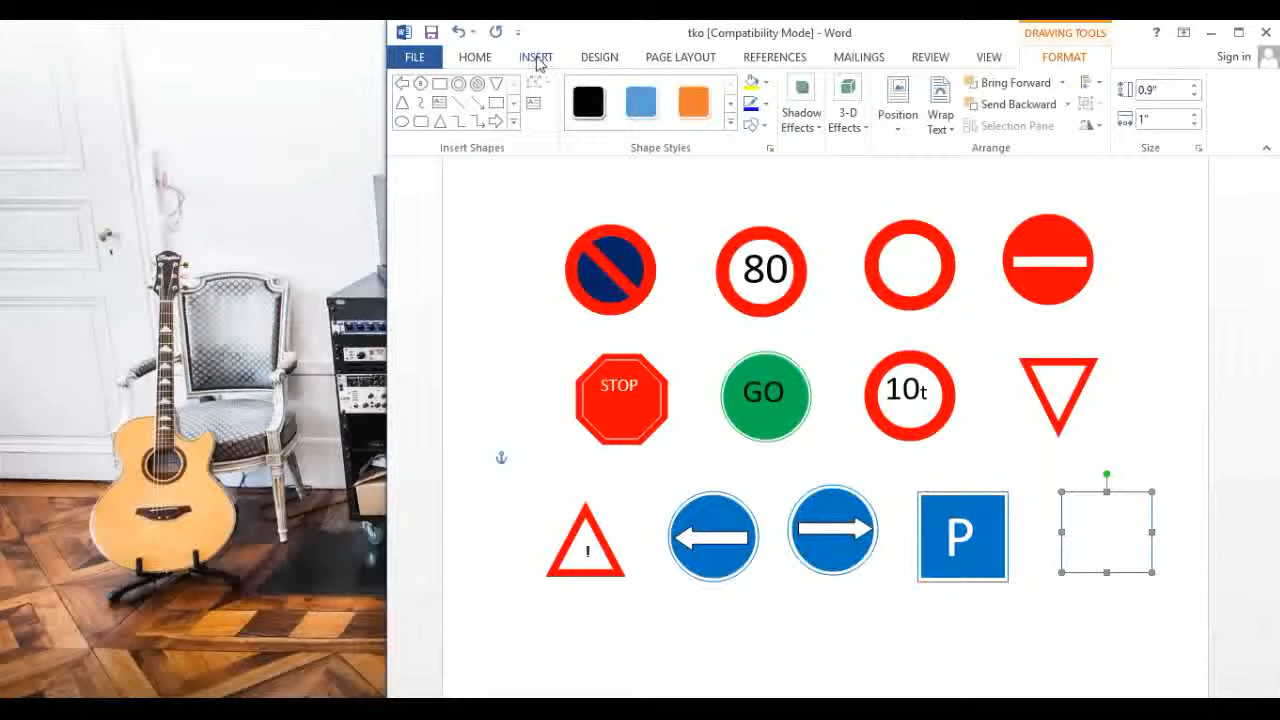 tko [Compatibility Mode] - Word
DRAWING TOOLS
?
FILE
HOME
INSERT
DESIGN
PAGE LAYOUT
REFERENCES
MAILINGS
REVIEW
VIEW
FORMAT
Sign in
Insert Shapes
Shape Styles
Shadow
Effects
3-D
Effects
Position
Wrap
Text
Bring Forward
Send Backward
Selection Pane
Arrange
0.9"
1"
Size
80
STOP
GO
10t
!
P